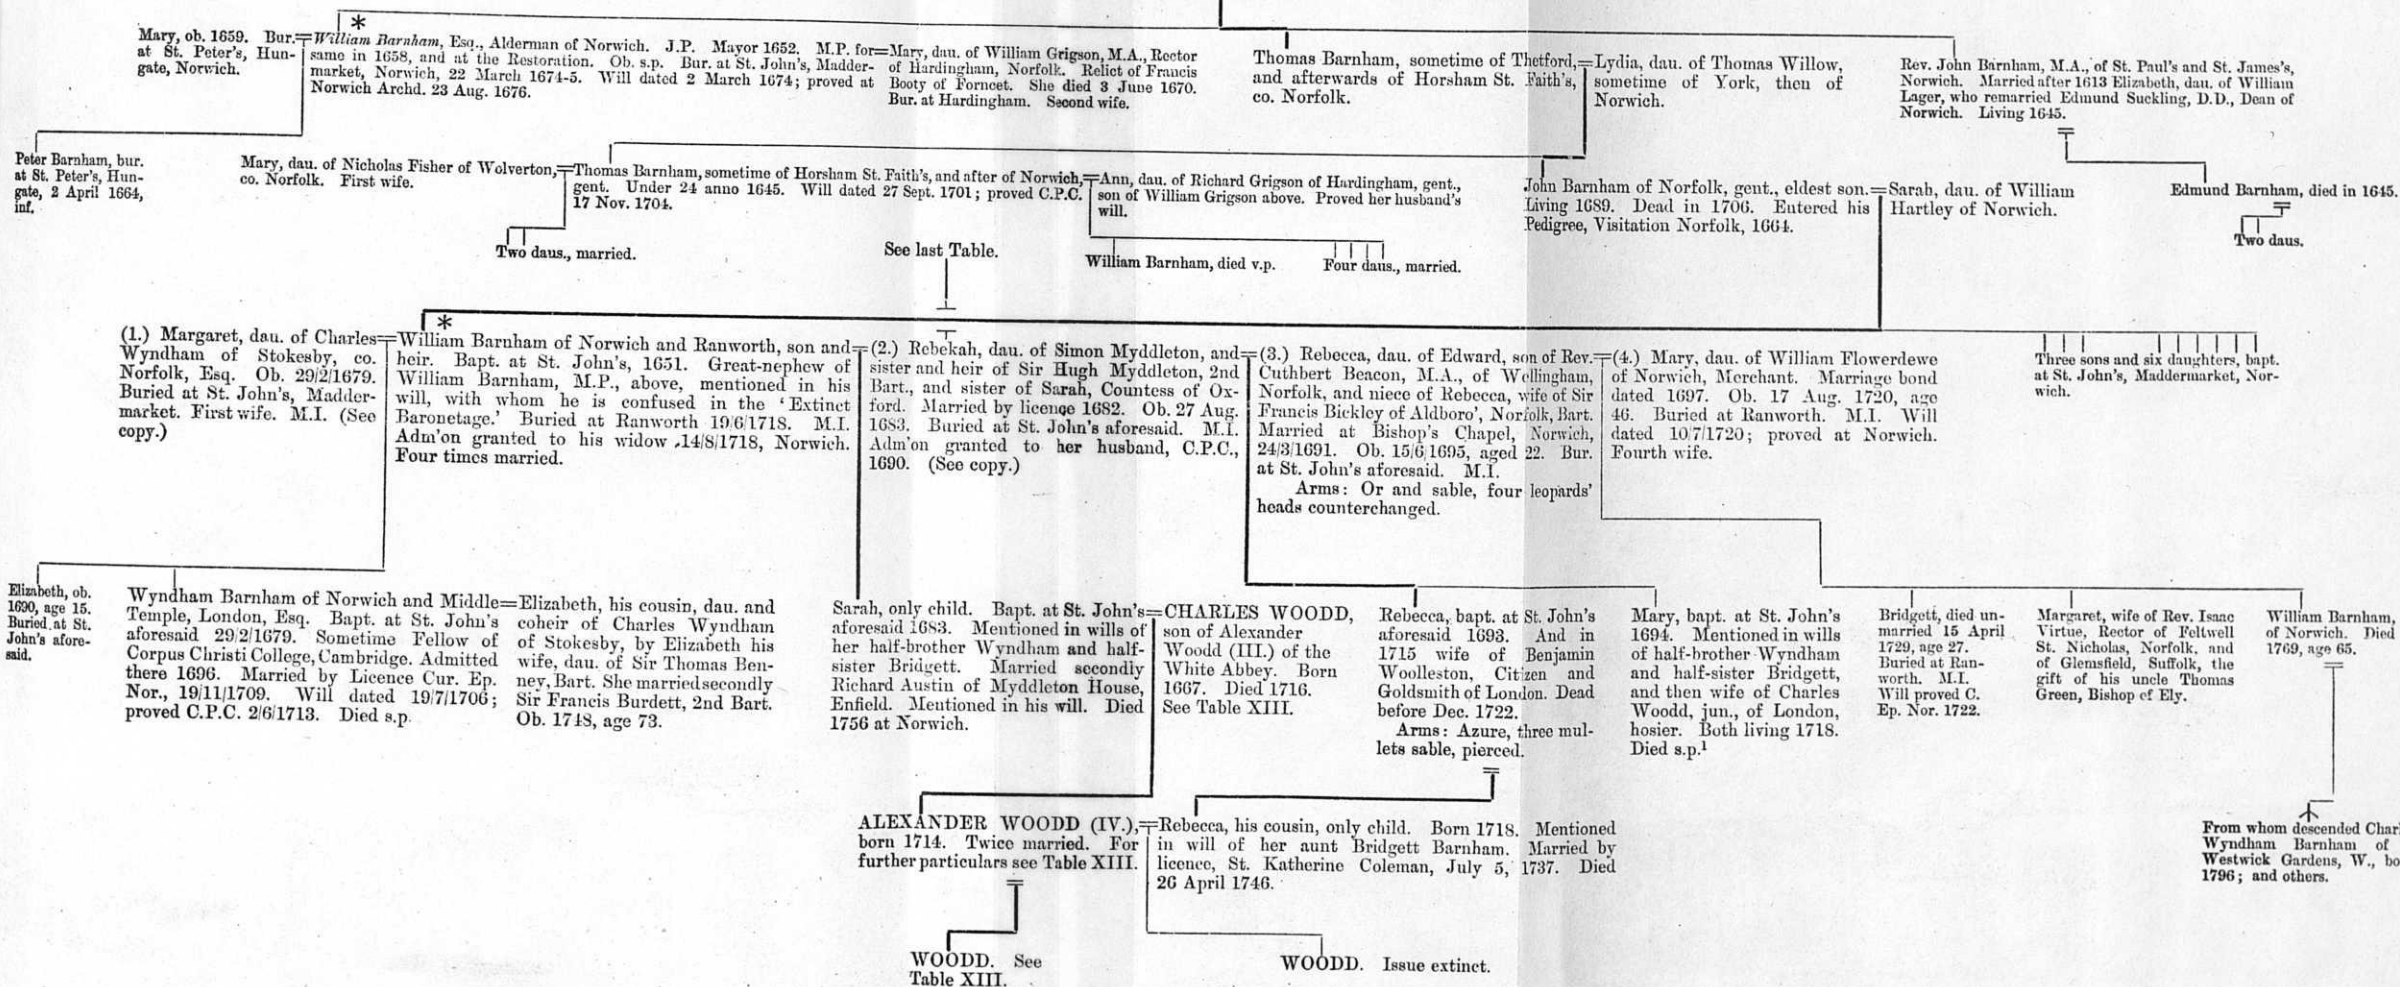 Mary, ob. 1659. Bur.
at St. Peter's, Hun-
gate, Norwich.
*
=William Barnham, Esq., Alderman of Norwich. J.P. Mayor 1652. M.P. for
same in 1658, and at the Restoration. Ob. s.p. Bur. at St. John's, Madder-
market, Norwich, 22 March 1674-5. Will dated 2 March 1674; proved at
Norwich Archd. 23 Aug. 1676.
=Mary, dau. of William Grigson, M.A., Rector
of Hardingham, Norfolk. Relict of Francis
Booty of Forncet. She died 3 June 1670.
Bur. at Hardingham. Second wife.
Thomas Barnham, sometime of Thetford,
and afterwards of Horsham St. Faith's,
co. Norfolk.
=Lydia, dau. of Thomas Willow,
sometime of York, then of
Norwich.
Rev. John Barnham, M.A., of St. Paul's and St. James's,
Norwich. Married after 1613 Elizabeth, dau. of William
Lager, who remarried Edmund Suckling, D.D., Dean of
Norwich. Living 1645.
Peter Barnham, bur.
at St. Peter's, Hun-
gate, 2 April 1664,
inf.
Mary, dau. of Nicholas Fisher of Wolverton,
co. Norfolk. First wife.
=Thomas Barnham, sometime of Horsham St. Faith's, and after of Norwich,
gent. Under 24 anno 1645. Will dated 27 Sept. 1701; proved C.P.C.
17 Nov. 1704.
=Ann, dau. of Richard Grigson of Hardingham, gent.,
son of William Grigson above. Proved her husband's
will.
John Barnham of Norfolk, gent., eldest son.
Living 1689. Dead in 1706. Entered his
Pedigree, Visitation Norfolk, 1664.
=Sarah, dau. of William
Hartley of Norwich.
Edmund Barnham, died in 1645.
Two daus., married.
See last Table.
William Barnham, died v.p.
Four daus., married.
Two daus.
(1.) Margaret, dau. of Charles
Wyndham of Stokesby, co.
Norfolk, Esq. Ob. 29/2/1679.
Buried at St. John's, Madder-
market. First wife. M.I. (See
copy.)
*
=William Barnham of Norwich and Ranworth, son and
heir. Bapt. at St. John's, 1651. Great-nephew of
William Barnham, M.P., above, mentioned in his
will, with whom he is confused in the 'Extinct
Baronetage.' Buried at Ranworth 19/6/1718. M.I.
Adm'on granted to his widow 14/8/1718, Norwich.
Four times married.
=(2.) Rebekah, dau. of Simon Myddleton, and
sister and heir of Sir Hugh Myddleton, 2nd
Bart., and sister of Sarah, Countess of Ox-
ford. Married by licence 1682. Ob. 27 Aug.
1683. Buried at St. John's aforesaid. M.I.
Adm'on granted to her husband, C.P.C.,
1690. (See copy.)
=(3.) Rebecca, dau. of Edward, son of Rev.
Cuthbert Beacon, M.A., of Wellingham,
Norfolk, and niece of Rebecca, wife of Sir
Francis Bickley of Aldboro', Norfolk, Bart.
Married at Bishop's Chapel, Norwich,
24/3/1691. Ob. 15/6/1695, aged 22. Bur.
at St. John's aforesaid. M.I.
Arms: Or and sable, four leopards'
heads counterchanged.
=(4.) Mary, dau. of William Flowerdewe
of Norwich, Merchant. Marriage bond
dated 1697. Ob. 17 Aug. 1720, age
46. Buried at Ranworth. M.I. Will
dated 10/7/1720; proved at Norwich.
Fourth wife.
Three sons and six daughters, bapt.
at St. John's, Maddermarket, Nor-
wich.
Elizabeth, ob.
1690, age 15.
Buried at St.
John's afore-
said.
Wyndham Barnham of Norwich and Middle
Temple, London, Esq. Bapt. at St. John's
aforesaid 29/2/1679. Sometime Fellow of
Corpus Christi College, Cambridge. Admitted
there 1696. Married by Licence Cur. Ep.
Nor., 19/11/1709. Will dated 19/7/1706;
proved C.P.C. 2/6/1713. Died s.p.
=Elizabeth, his cousin, dau. and
coheir of Charles Wyndham
of Stokesby, by Elizabeth his
wife, dau. of Sir Thomas Ben-
ney, Bart. She married secondly
Sir Francis Burdett, 2nd Bart.
Ob. 1748, age 73.
Sarah, only child. Bapt. at St. John's
aforesaid 1683. Mentioned in wills of
her half-brother Wyndham and half-
sister Bridgett. Married secondly
Richard Austin of Myddleton House,
Enfield. Mentioned in his will. Died
1756 at Norwich.
=CHARLES WOODD,
son of Alexander
Woodd (III.) of the
White Abbey. Born
1667. Died 1716.
See Table XIII.
Rebecca, bapt. at St. John's
aforesaid 1693. And in
1715 wife of Benjamin
Woolleston, Citizen and
Goldsmith of London. Dead
before Dec. 1722.
Arms: Azure, three mul-
lets sable, pierced.
Mary, bapt. at St. John's
1694. Mentioned in wills
of half-brother Wyndham
and half-sister Bridgett,
and then wife of Charles
Woodd, jun., of London,
hosier. Both living 1718.
Died s.p.¹
Bridgett, died un-
married 15 April
1729, age 27.
Buried at Ran-
worth. M.I.
Will proved C.
Ep. Nor. 1722.
Margaret, wife of Rev. Isaac
Virtue, Rector of Feltwell
St. Nicholas, Norfolk, and
of Glemsfield, Suffolk, the
gift of his uncle Thomas
Green, Bishop of Ely.
William Barnham,
of Norwich. Died
1769, age 65.
ALEXANDER WOODD (IV.),
born 1714. Twice married. For
further particulars see Table XIII.
=Rebecca, his cousin, only child. Born 1718. Mentioned
in will of her aunt Bridgett Barnham. Married by
licence, St. Katherine Coleman, July 5, 1737. Died
26 April 1746.
From whom descended Char
Wyndham Barnham of
Westwick Gardens, W., bo
1796; and others.
WOODD. See
Table XIII.
WOODD. Issue extinct.